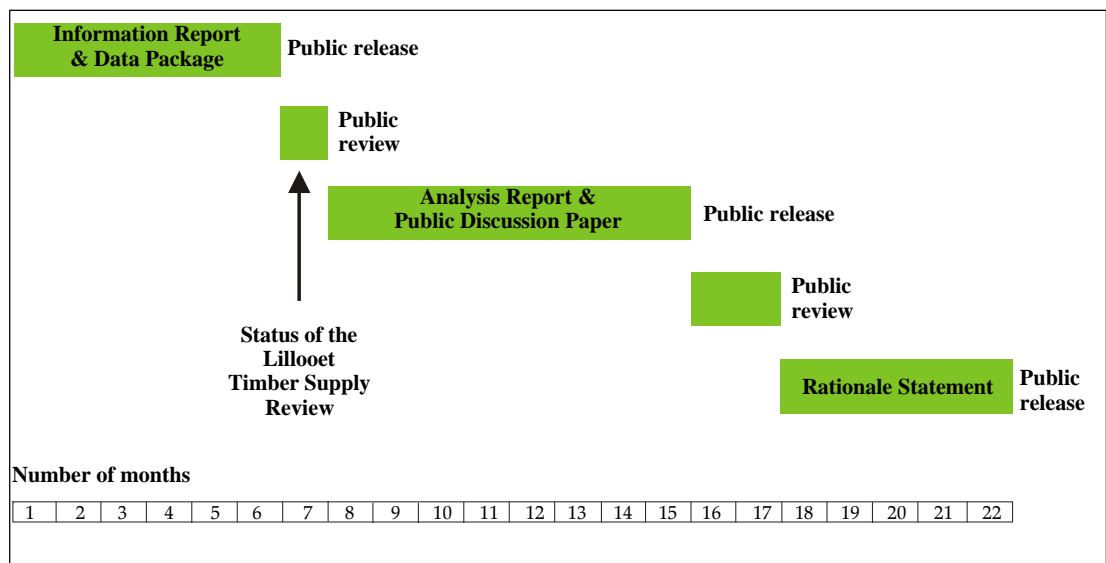 Information Report
& Data Package
Public release
Public
review
Analysis Report &
Public Discussion Paper
Public release
Public
review
Status of the
Lillooet
Timber Supply
Review
Rationale Statement
Public
release
Number of months
1 2 3 4 5 6 7 8 9 10 11 12 13 14 15 16 17 18 19 20 21 22